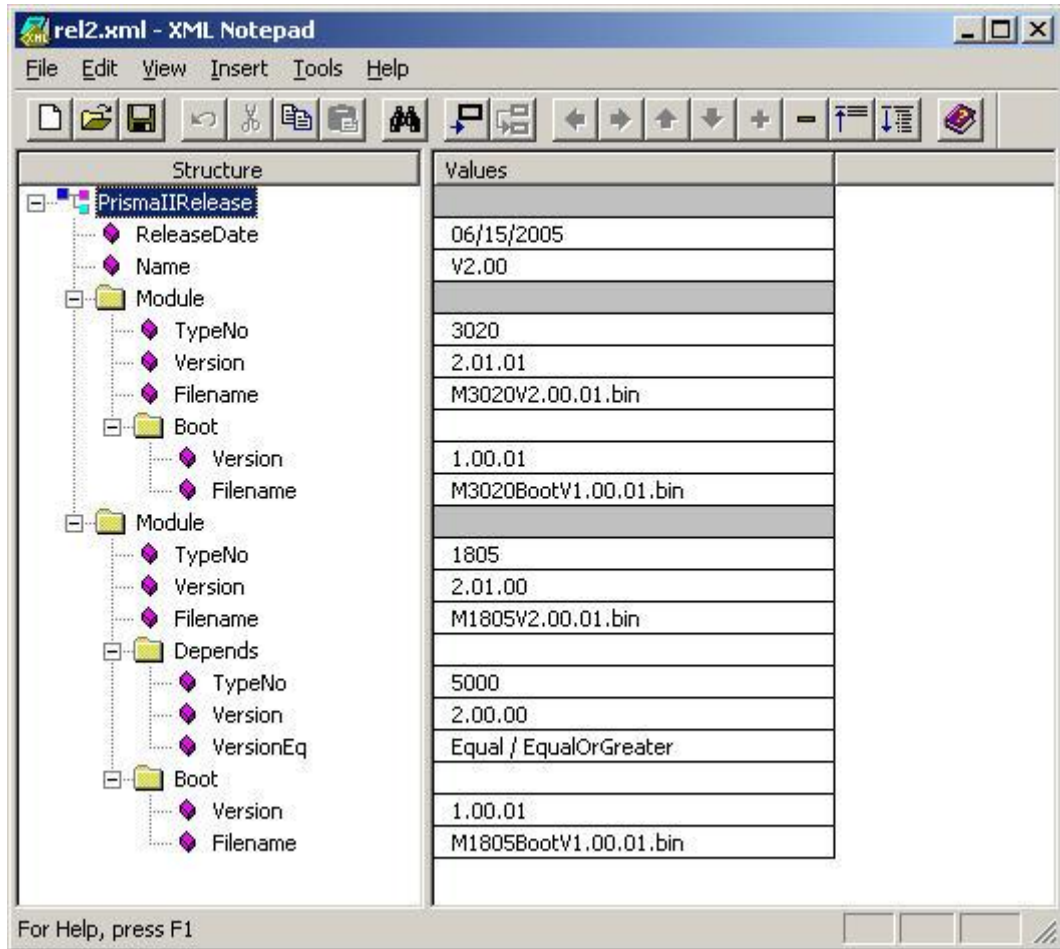 rel2.xml - XML Notepad
File Edit View Insert Tools Help
Structure Values
PrismaIIRelease
ReleaseDate 06/15/2005
Name V2.00
Module
TypeNo 3020
Version 2.01.01
Filename M3020V2.00.01.bin
Boot
Version 1.00.01
Filename M3020BootV1.00.01.bin
Module
TypeNo 1805
Version 2.01.00
Filename M1805V2.00.01.bin
Depends
TypeNo 5000
Version 2.00.00
VersionEq Equal / EqualOrGreater
Boot
Version 1.00.01
Filename M1805BootV1.00.01.bin
For Help, press F1